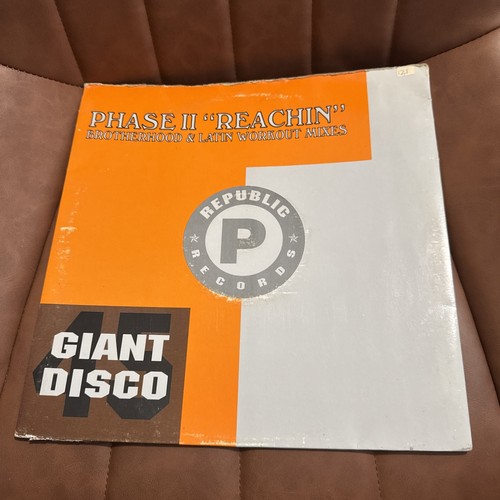 PHASE II "REACHIN"
BROTHERHOOD & LATIN WORKOUT MIXES
REPUBLIC
P
RECORDS
45
GIANT
DISCO